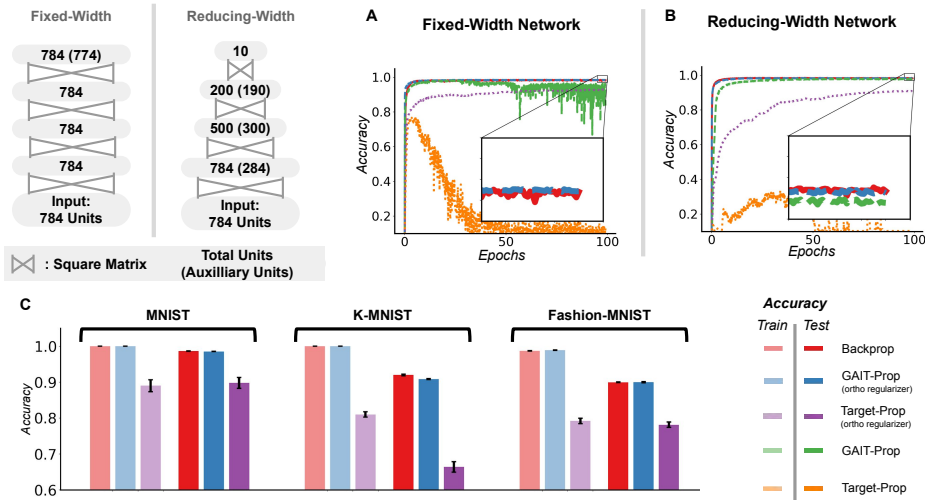 Fixed-Width
784 (774)
784
784
784
Input:
784 Units
Reducing-Width
10
200 (190)
500 (300)
784 (284)
Input:
784 Units
: Square Matrix
Total Units
(Auxilliary Units)
A
Fixed-Width Network
Accuracy
1.0
0.8
0.6
0.4
0.2
0
50
100
Epochs
B
Reducing-Width Network
Accuracy
1.0
0.8
0.6
0.4
0.2
0
50
100
Epochs
C
MNIST
K-MNIST
Fashion-MNIST
Accuracy
1.0
0.9
0.8
0.7
0.6
Accuracy
Train
Test
Backprop
GAIT-Prop
(ortho regularizer)
Target-Prop
(ortho regularizer)
GAIT-Prop
Target-Prop